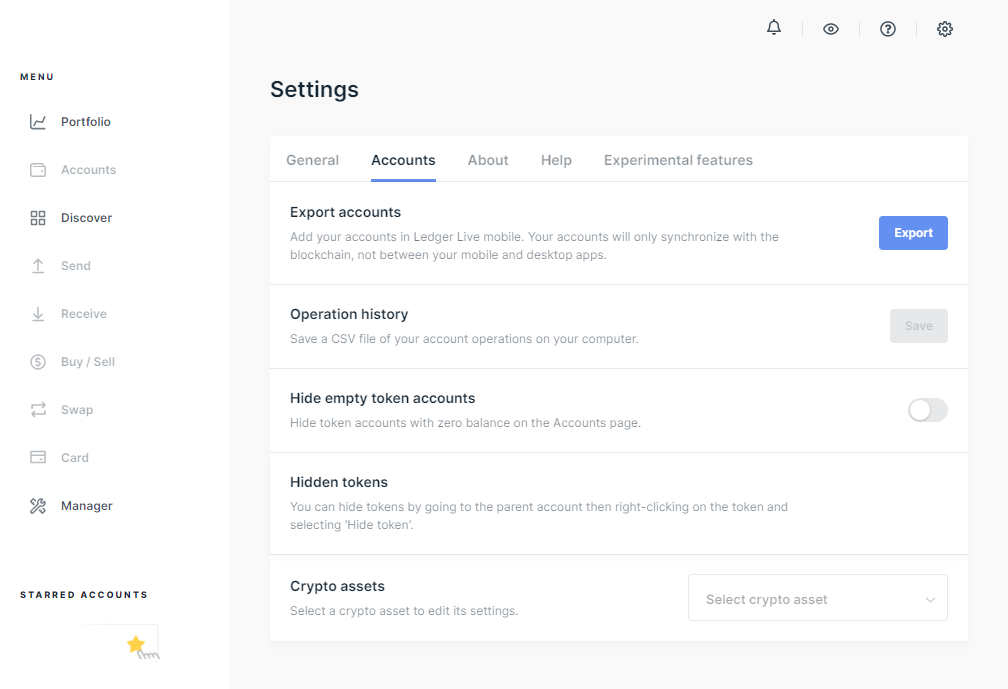 MENU
Portfolio
Accounts
Discover
Send
Receive
Buy / Sell
Swap
Card
Manager
STARRED ACCOUNTS
Settings
General Accounts About Help Experimental features
Export accounts
Add your accounts in Ledger Live mobile. Your accounts will only synchronize with the
blockchain, not between your mobile and desktop apps.
Export
Operation history
Save a CSV file of your account operations on your computer.
Save
Hide empty token accounts
Hide token accounts with zero balance on the Accounts page.
Hidden tokens
You can hide tokens by going to the parent account then right-clicking on the token and
selecting 'Hide token'.
Crypto assets
Select a crypto asset to edit its settings.
Select crypto asset